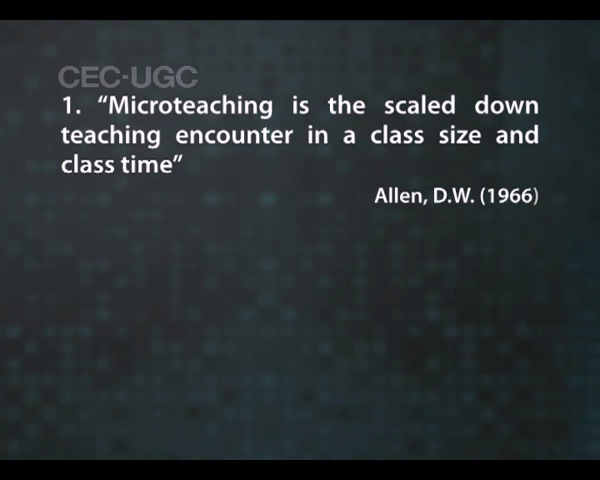 CEC-UGC
1. “Microteaching is the scaled down
teaching encounter in a class size and
class time”
Allen, D.W. (1966)